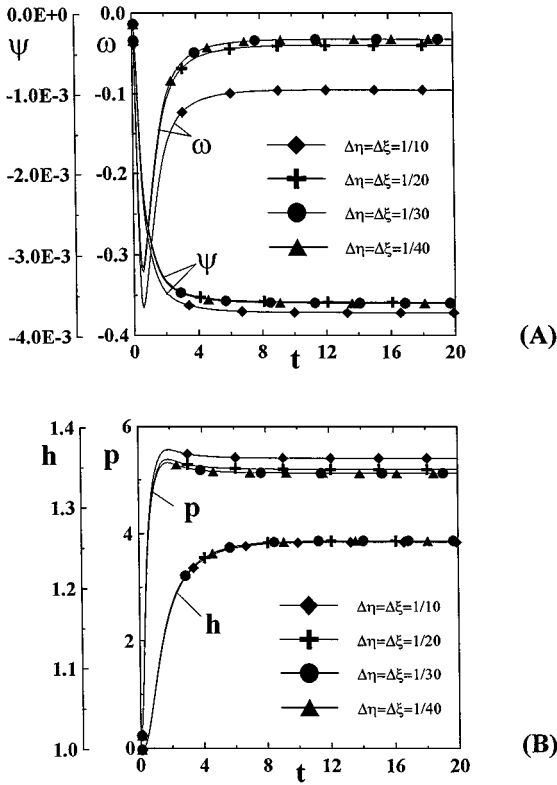 0.0E+0
0.0
ψ
ω
-1.0E-3
-0.1
ω
Δη=Δξ=1/10
-2.0E-3
-0.2
Δη=Δξ=1/20
Δη=Δξ=1/30
-3.0E-3
-0.3
ψ
Δη=Δξ=1/40
-4.0E-3
-0.4
0 4 8 12 16 20
t
(A)
1.4
6
h
p
1.3
p
4
1.2
h
Δη=Δξ=1/10
2
Δη=Δξ=1/20
1.1
Δη=Δξ=1/30
Δη=Δξ=1/40
1.0
0
0 4 8 12 16 20
t
(B)